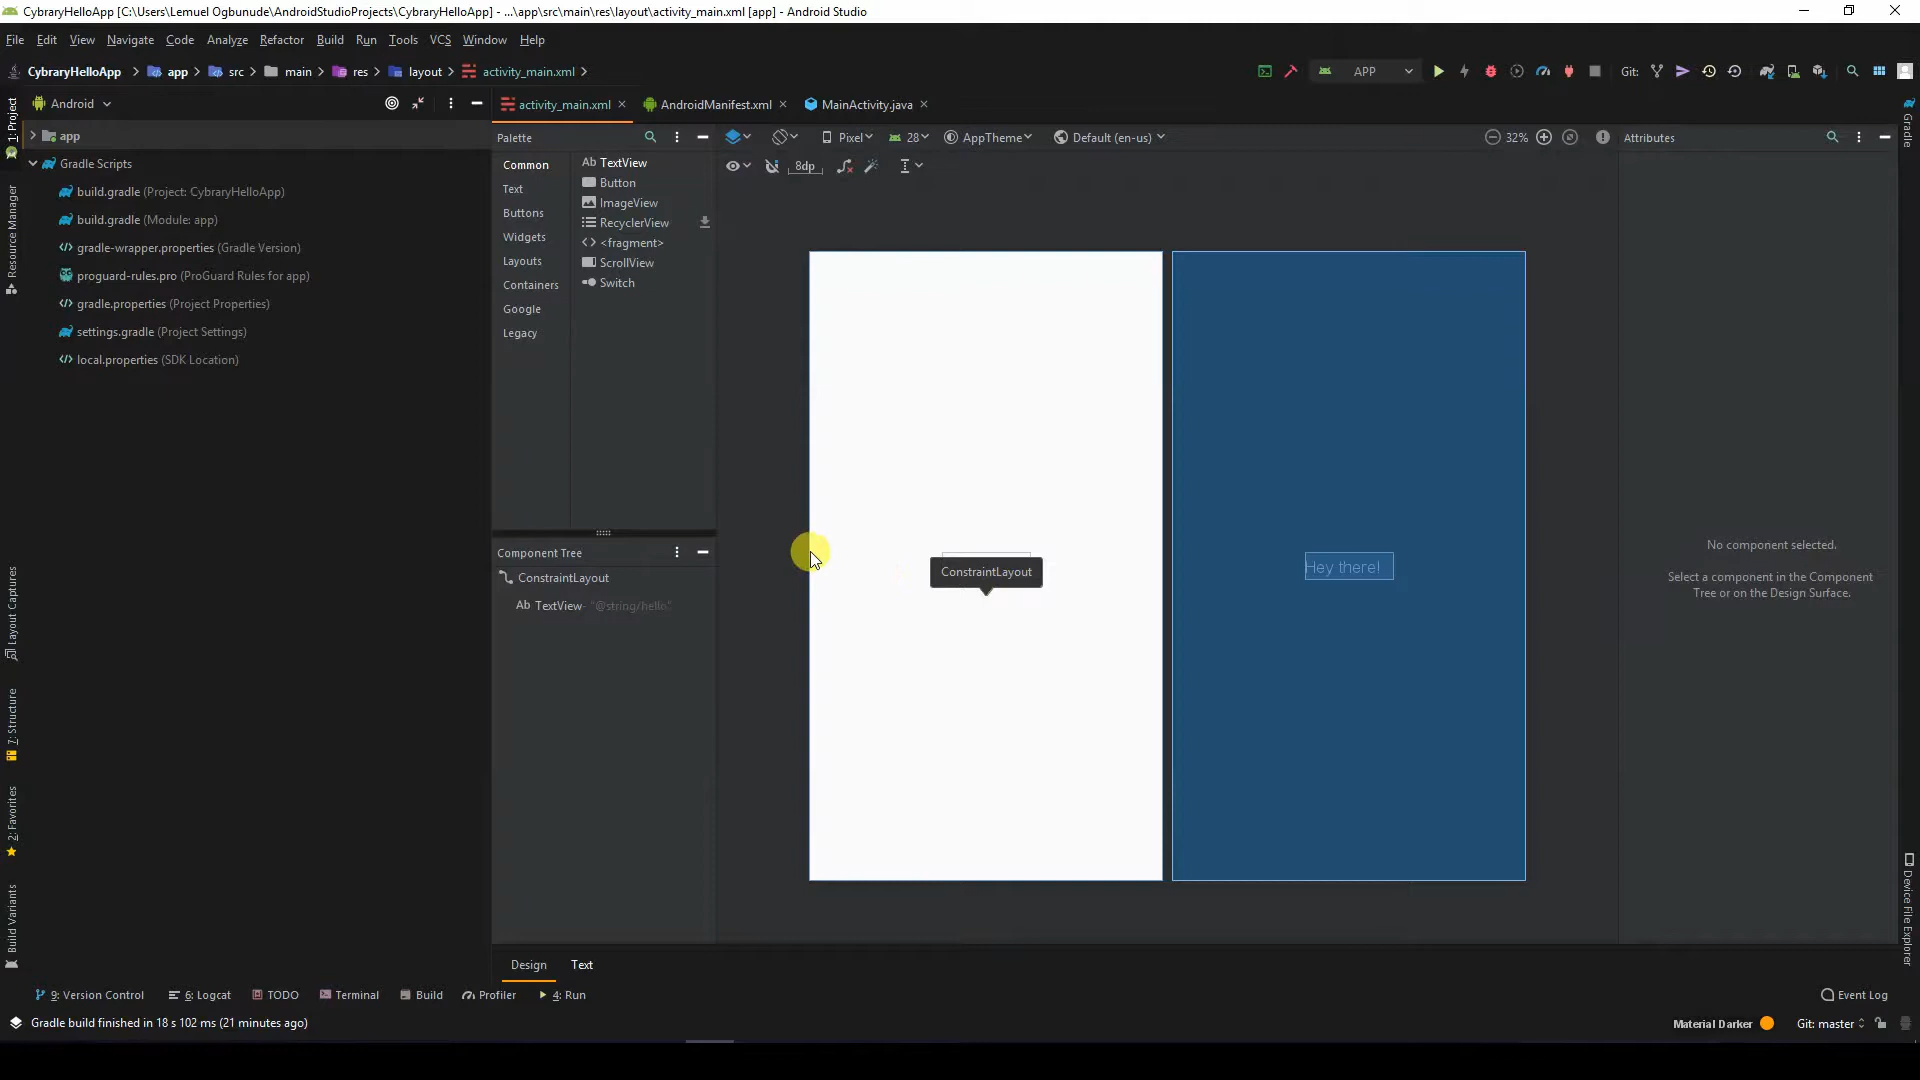 CybraryHelloApp [C:\Users\Lemuel Ogbunude\AndroidStudioProjects\CybraryHelloApp] - ...\app\src\main\res\layout\activity_main.xml [app] - Android Studio
File Edit View Navigate Code Analyze Refactor Build Run Tools VCS Window Help
CybraryHelloApp app src main res layout activity_main.xml APP Git:
1: Project
Resource Manager
Layout Captures
7: Structure
2: Favorites
Build Variants
Android
app
Gradle Scripts
build.gradle (Project: CybraryHelloApp)
build.gradle (Module: app)
gradle-wrapper.properties (Gradle Version)
proguard-rules.pro (ProGuard Rules for app)
gradle.properties (Project Properties)
settings.gradle (Project Settings)
local.properties (SDK Location)
activity_main.xml AndroidManifest.xml MainActivity.java
Palette
Common
Text
Buttons
Widgets
Layouts
Containers
Google
Legacy
Ab TextView
Button
ImageView
RecyclerView
<fragment>
ScrollView
Switch
Component Tree
ConstraintLayout
Ab TextView- "@string/hello"
Pixel 28 AppTheme Default (en-us) 32%
8dp
ConstraintLayout
Hey there!
Attributes
No component selected.
Select a component in the Component
Tree or on the Design Surface.
Gradle
Device File Explorer
Design Text
9: Version Control 6: Logcat TODO Terminal Build Profiler 4: Run Event Log
Gradle build finished in 18 s 102 ms (21 minutes ago) Material Darker Git: master